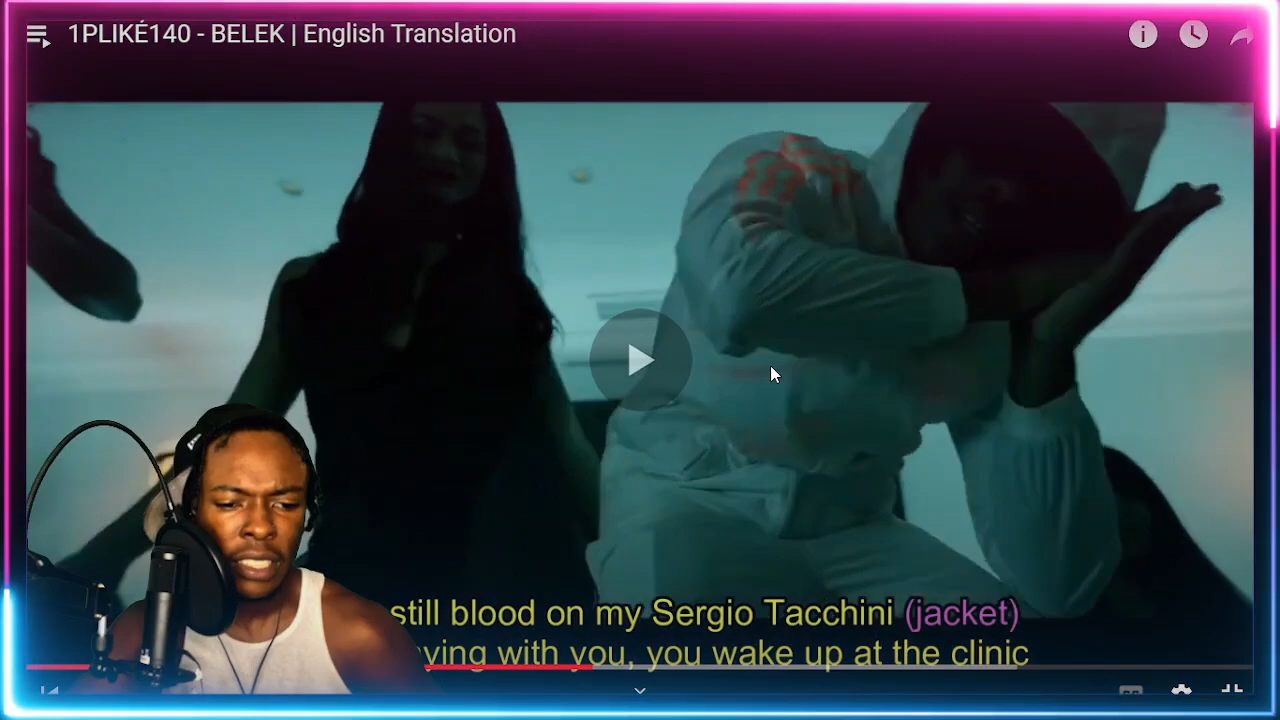 1PLIKÉ140 - BELEK | English Translation
still blood on my Sergio Tacchini (jacket)
with you, you wake up at the clinic